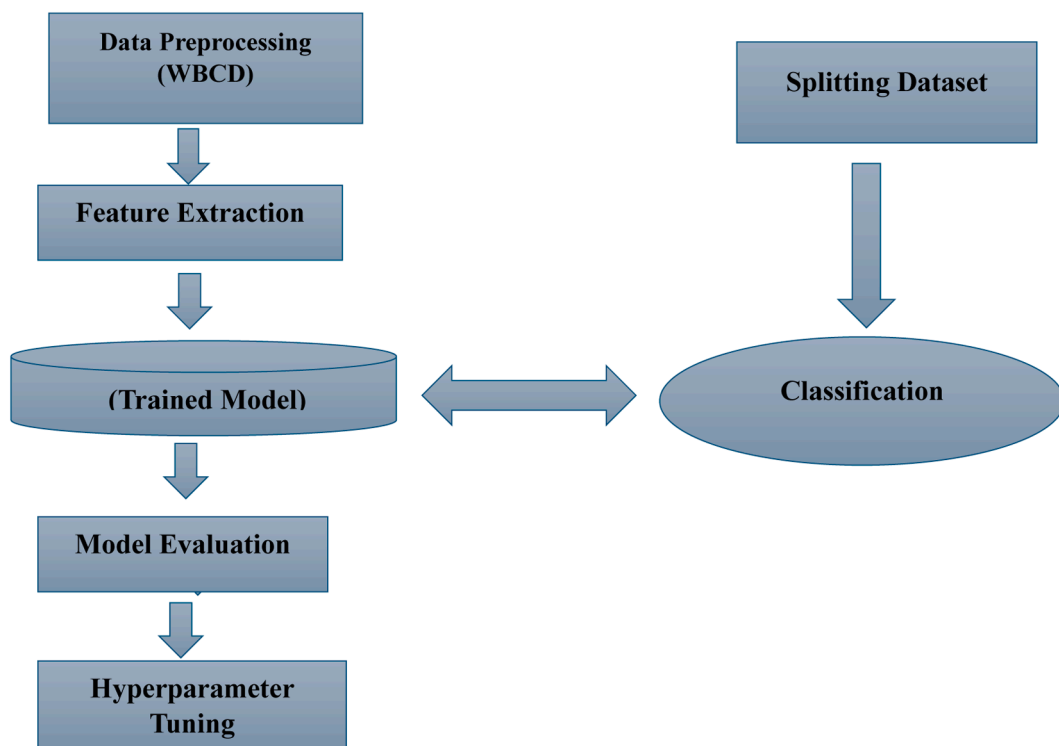 Data Preprocessing
(WBCD)
Splitting Dataset
Feature Extraction
(Trained Model)
Classification
Model Evaluation
Hyperparameter
Tuning